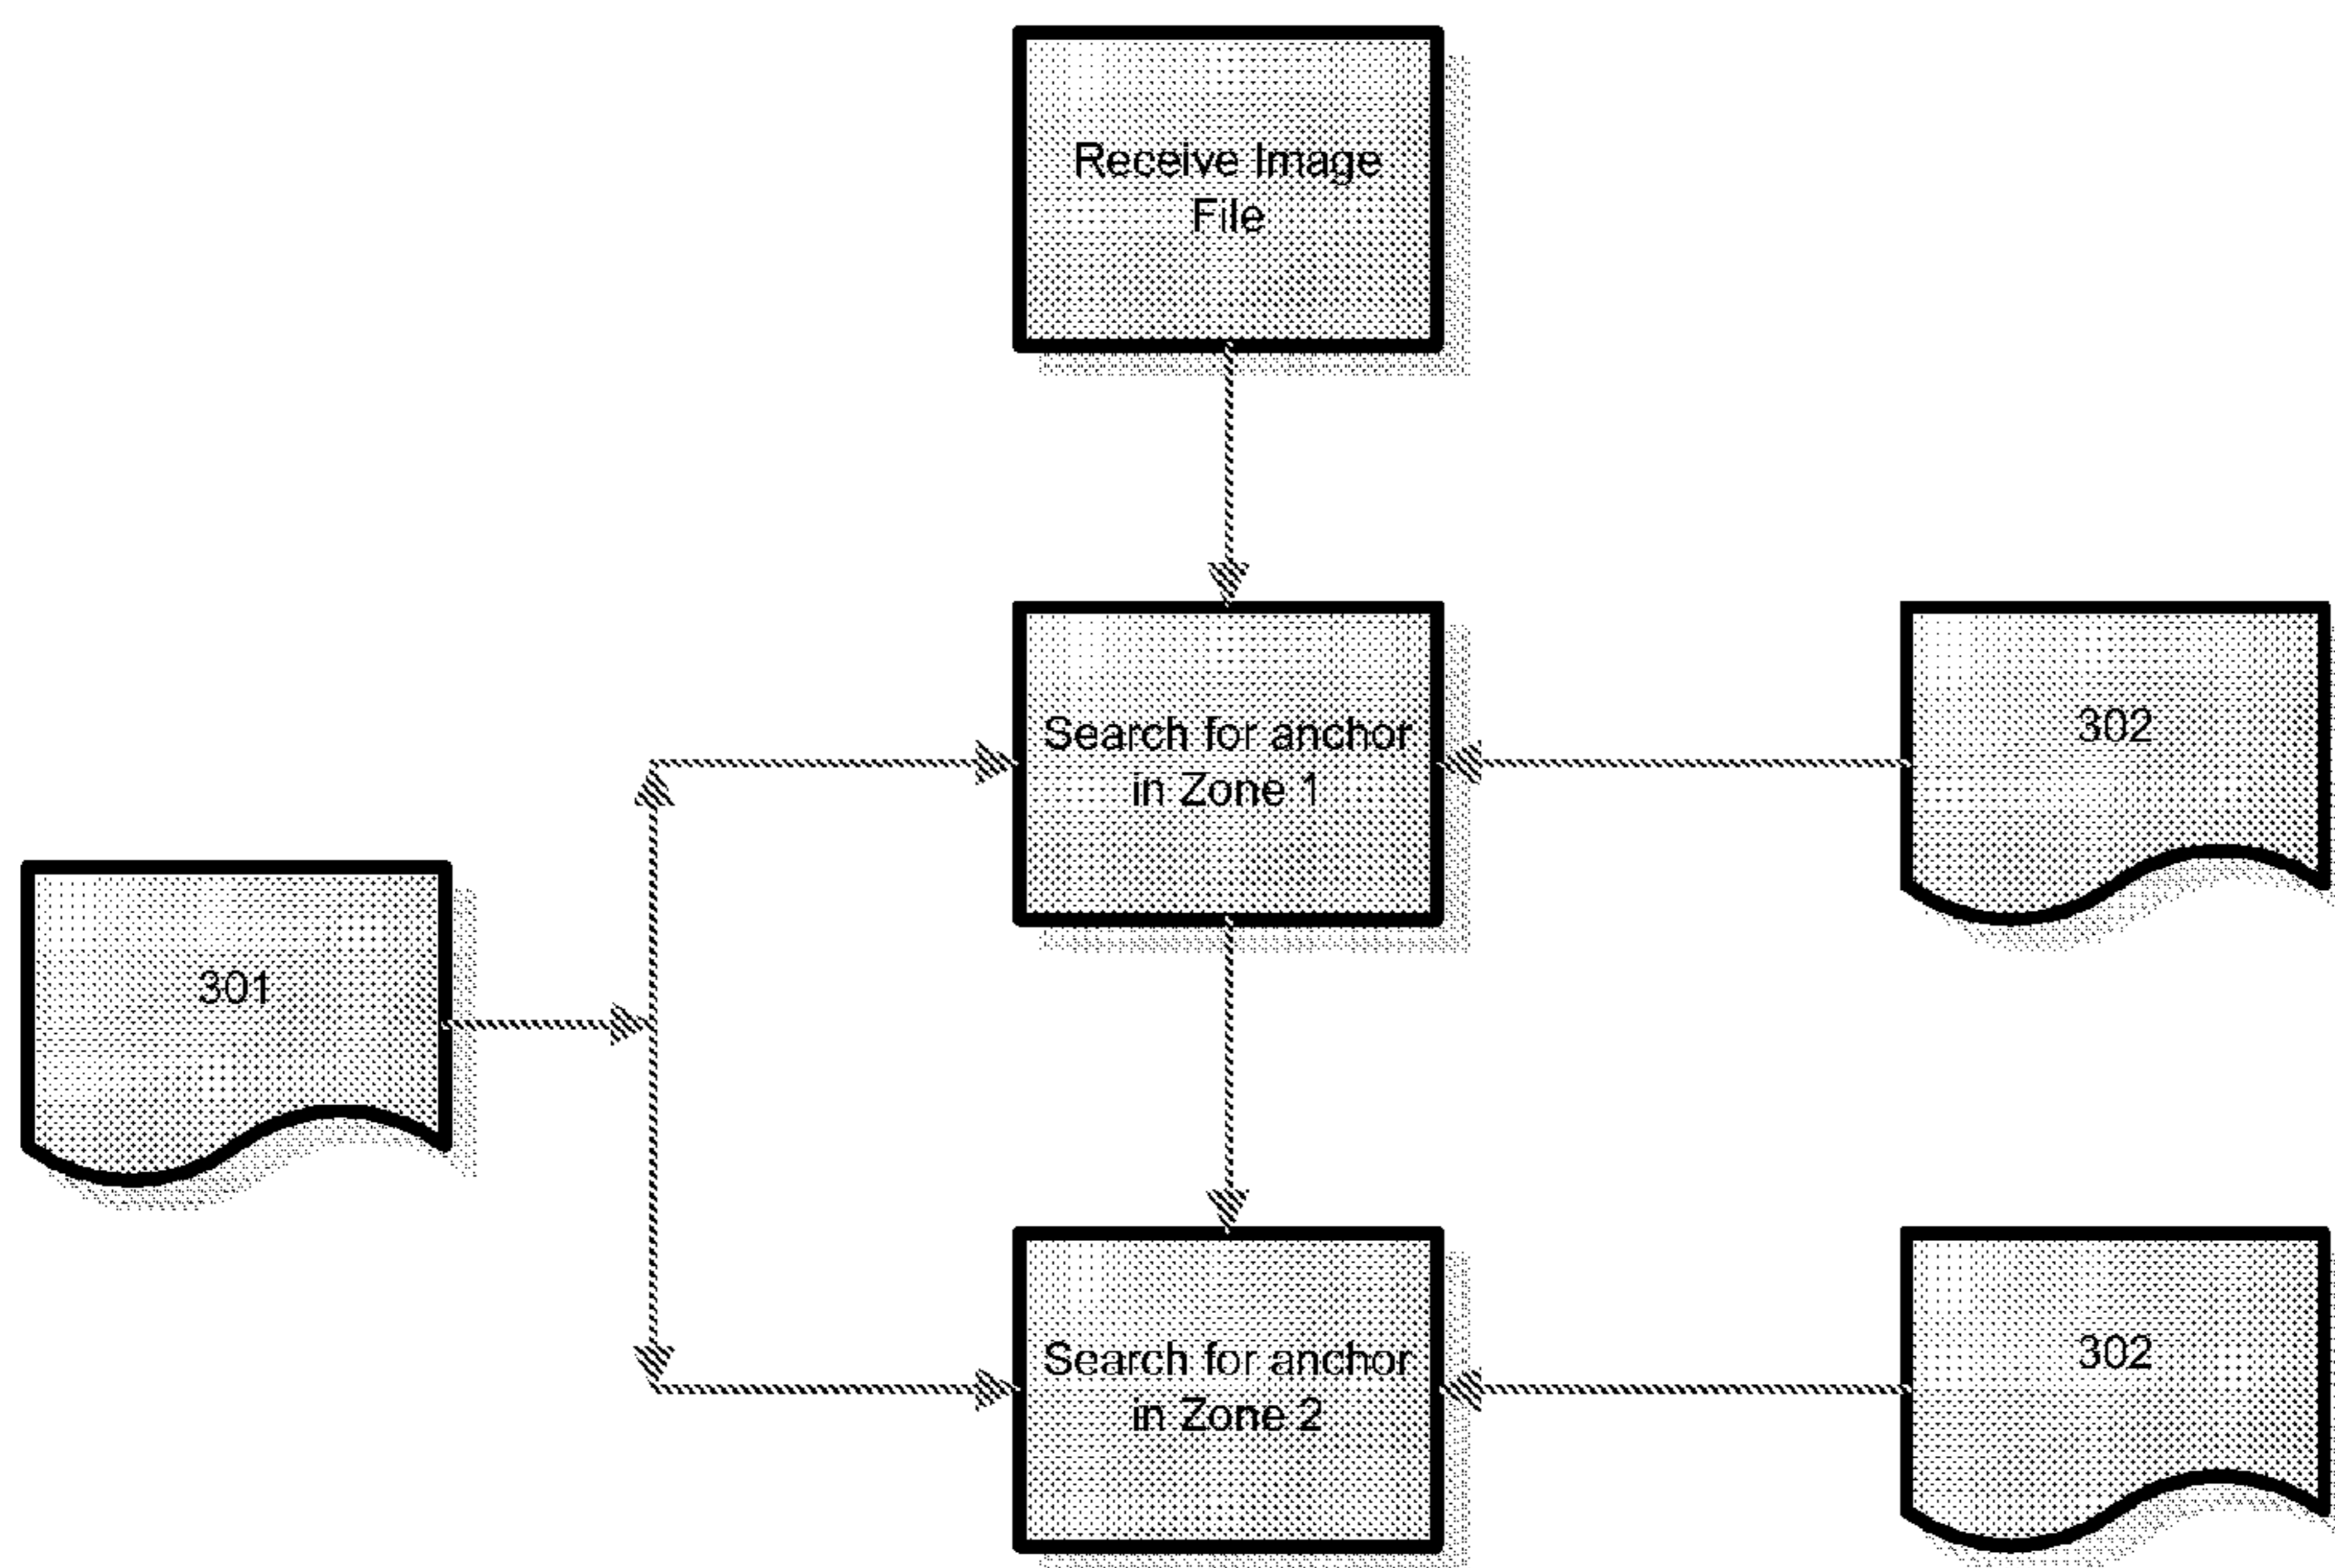 Receive Image
File
Search for anchor
in Zone 1
302
301
Search for anchor
in Zone 2
302